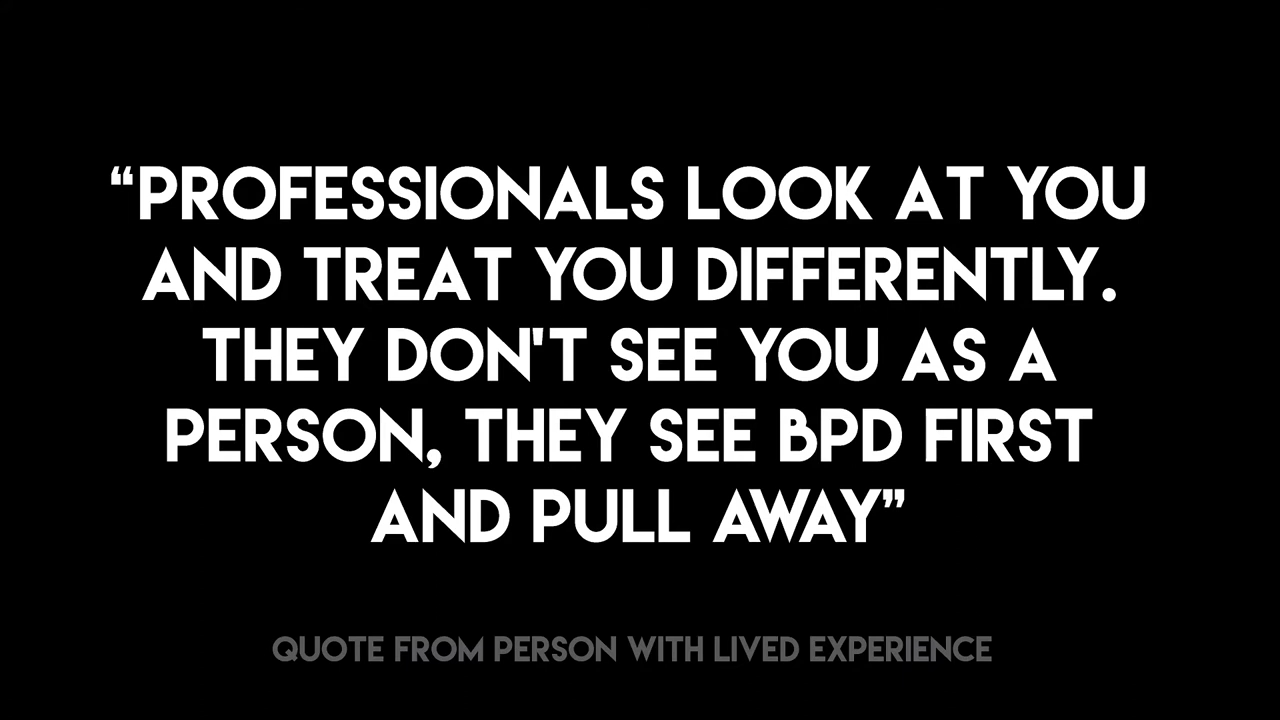 “PROFESSIONALS LOOK AT YOU
AND TREAT YOU DIFFERENTLY.
THEY DON'T SEE YOU AS A
PERSON, THEY SEE BPD FIRST
AND PULL AWAY”
QUOTE FROM PERSON WITH LIVED EXPERIENCE